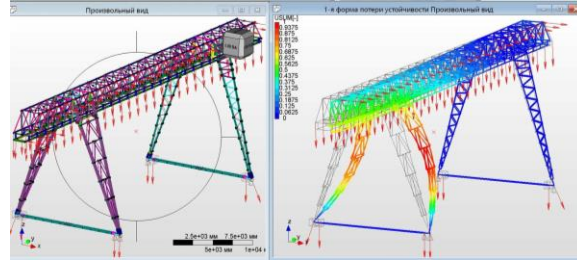 Произвольный вид
2.5e+03 мм
7.5e+03 мм
5e+03 мм
1e+04 м
z
y
x
1-я форма потери устойчивости Произвольный вид
USUM[-]
0.9375
0.875
0.8125
0.75
0.6875
0.625
0.5625
0.5
0.4375
0.375
0.3125
0.25
0.1875
0.125
0.0625
0
z
y
x